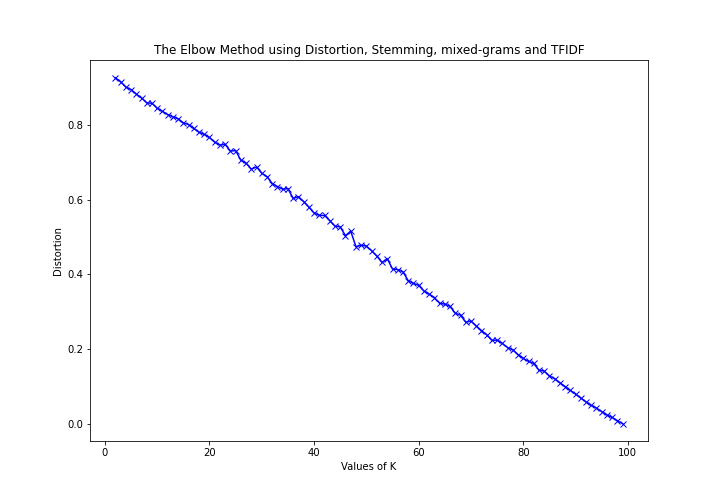 The Elbow Method using Distortion, Stemming, mixed-grams and TFIDF
Distortion
0.8
0.6
0.4
0.2
0.0
0 20 40 60 80 100
Values of K